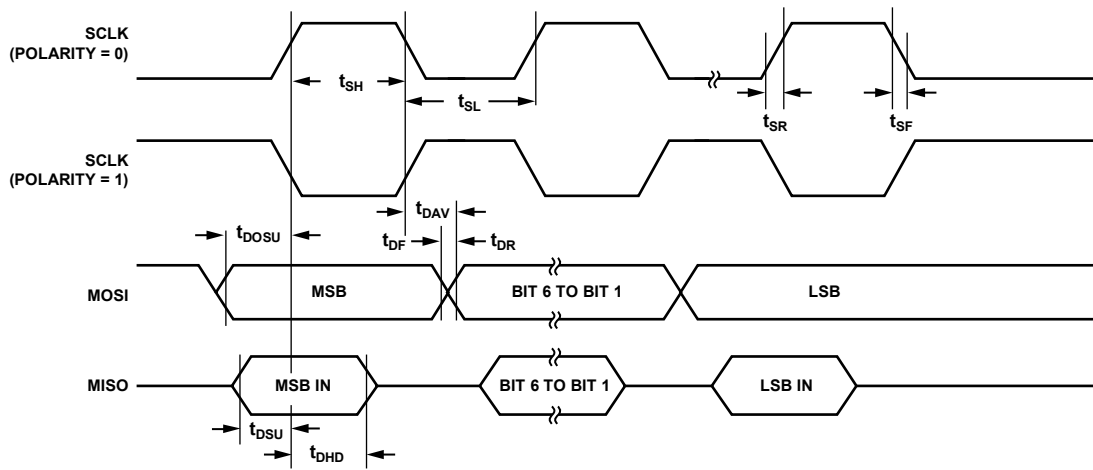 SCLK
(POLARITY = 0)
tSH
tSL
tSR
tSF
SCLK
(POLARITY = 1)
tDAV
tDOSU
tDF
tDR
MOSI
MSB
BIT 6 TO BIT 1
LSB
MISO
MSB IN
BIT 6 TO BIT 1
LSB IN
tDSU
tDHD